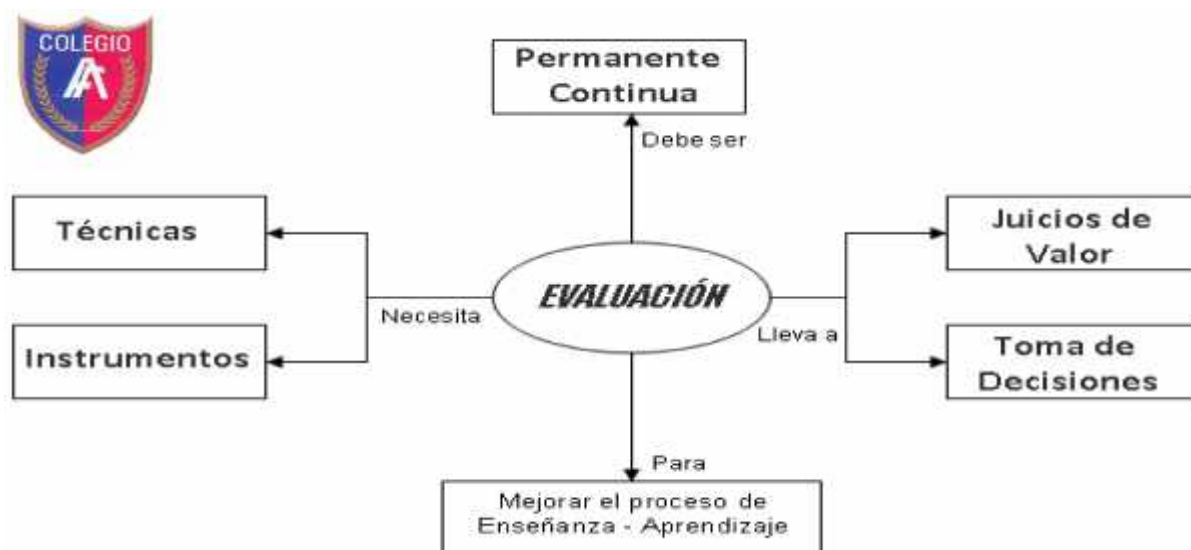 COLEGIO
Permanente
Continua
Debe ser
Técnicas
Instrumentos
Necesita
EVALUACIÓN
Lleva a
Juicios de
Valor
Toma de
Decisiones
Para
Mejorar el proceso de
Enseñanza - Aprendizaje